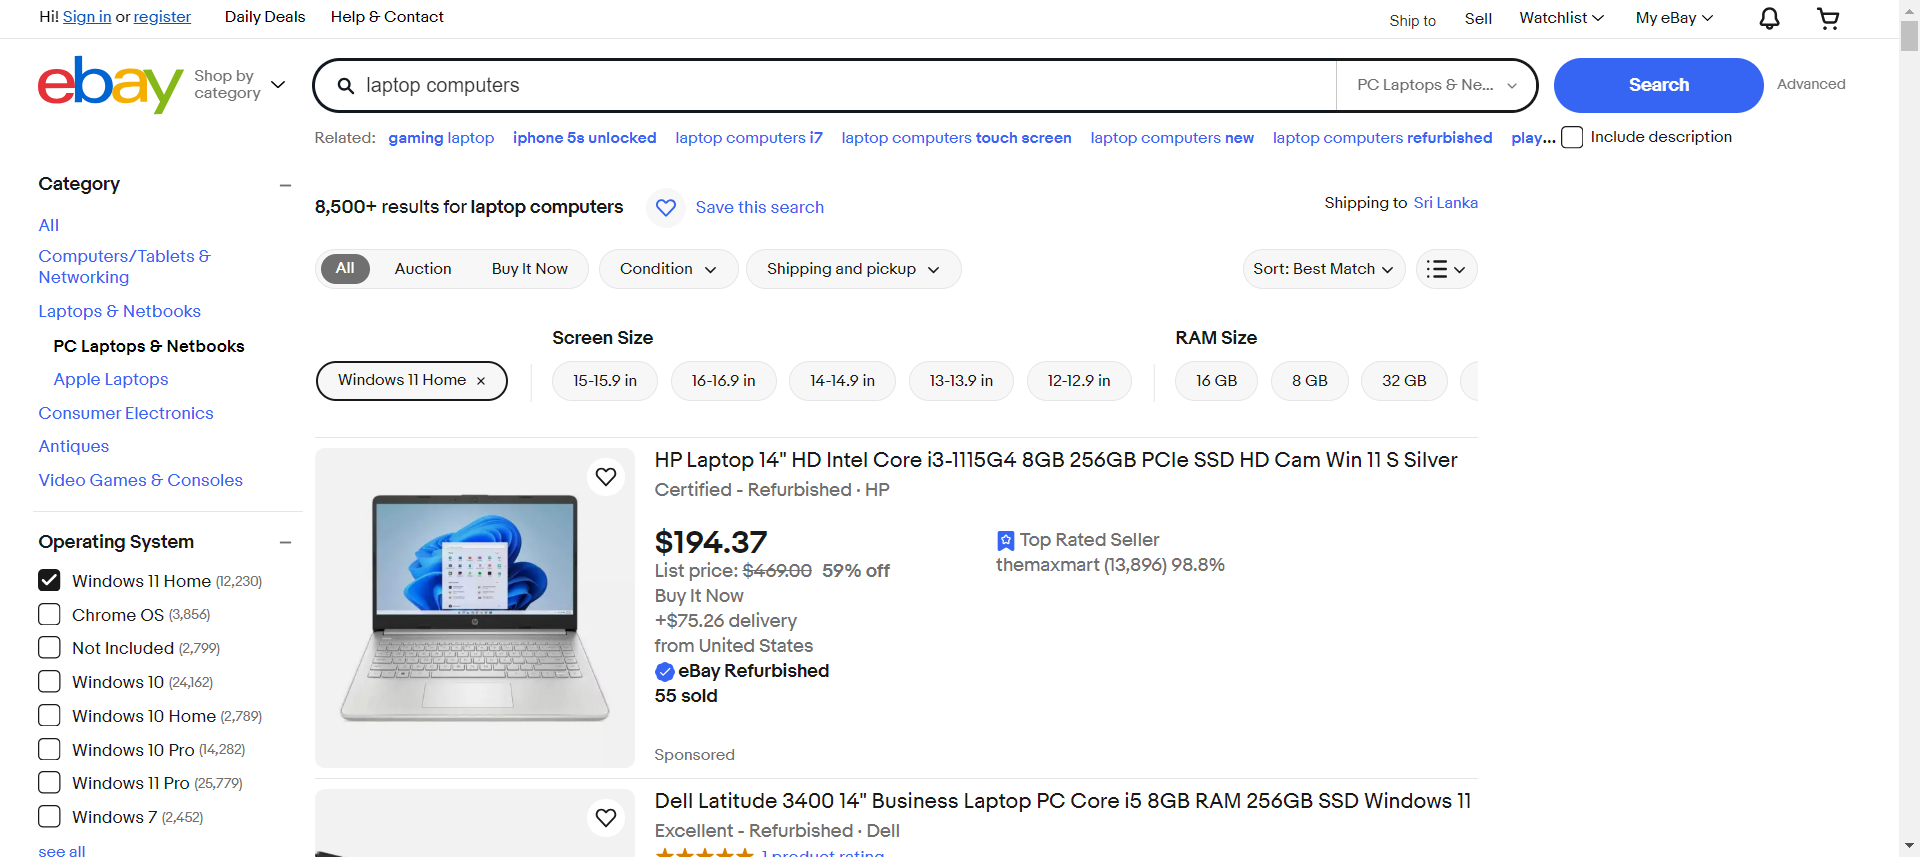 Hi! Sign in or register Daily Deals Help & Contact
Ship to Sell Watchlist My eBay
ebay
Shop by category
laptop computers
PC Laptops & Ne...
Search
Advanced
Related: gaming laptop iphone 5s unlocked laptop computers i7 laptop computers touch screen laptop computers new laptop computers refurbished play...
Include description
Category
All
Computers/Tablets &
Networking
Laptops & Netbooks
PC Laptops & Netbooks
Apple Laptops
Consumer Electronics
Antiques
Video Games & Consoles
Operating System
Windows 11 Home (12,230)
Chrome OS (3,856)
Not Included (2,799)
Windows 10 (24,162)
Windows 10 Home (2,789)
Windows 10 Pro (14,282)
Windows 11 Pro (25,779)
Windows 7 (2,452)
see all
8,500+ results for laptop computers
Save this search
Shipping to Sri Lanka
All Auction Buy It Now
Condition
Shipping and pickup
Sort: Best Match
Windows 11 Home ×
Screen Size
15-15.9 in 16-16.9 in 14-14.9 in 13-13.9 in 12-12.9 in
RAM Size
16 GB 8 GB 32 GB
HP Laptop 14" HD Intel Core i3-1115G4 8GB 256GB PCIe SSD HD Cam Win 11 S Silver
Certified - Refurbished · HP
$194.37
List price: $469.00 59% off
Buy It Now
+$75.26 delivery
from United States
eBay Refurbished
55 sold
Top Rated Seller
themaxmart (13,896) 98.8%
Sponsored
Dell Latitude 3400 14" Business Laptop PC Core i5 8GB RAM 256GB SSD Windows 11
Excellent - Refurbished · Dell
1 product rating